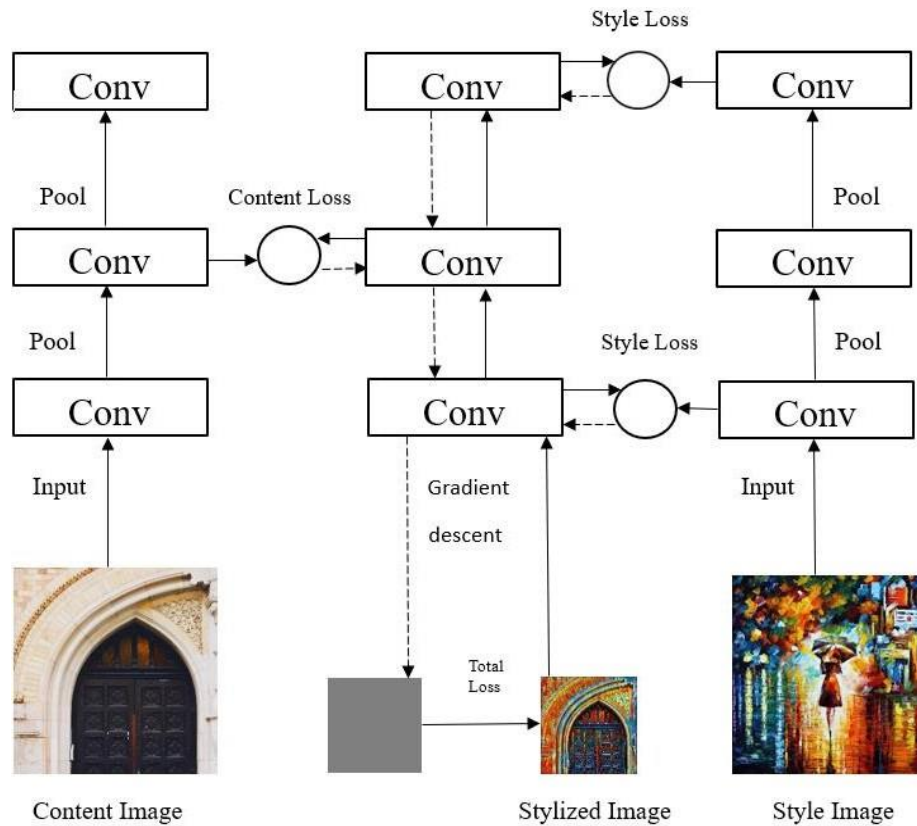 Style Loss
Conv
Conv
Conv
Pool
Content Loss
Pool
Conv
Conv
Conv
Pool
Style Loss
Pool
Conv
Conv
Conv
Input
Gradient
descent
Input
Total
Loss
Content Image
Stylized Image
Style Image